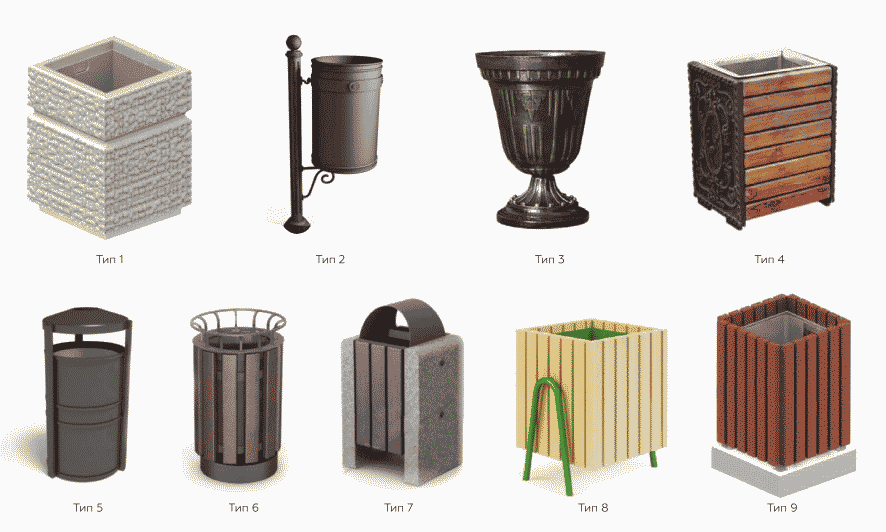 Тип 1
Тип 2
Тип 3
Тип 4
Тип 5
Тип 6
Тип 7
Тип 8
Тип 9